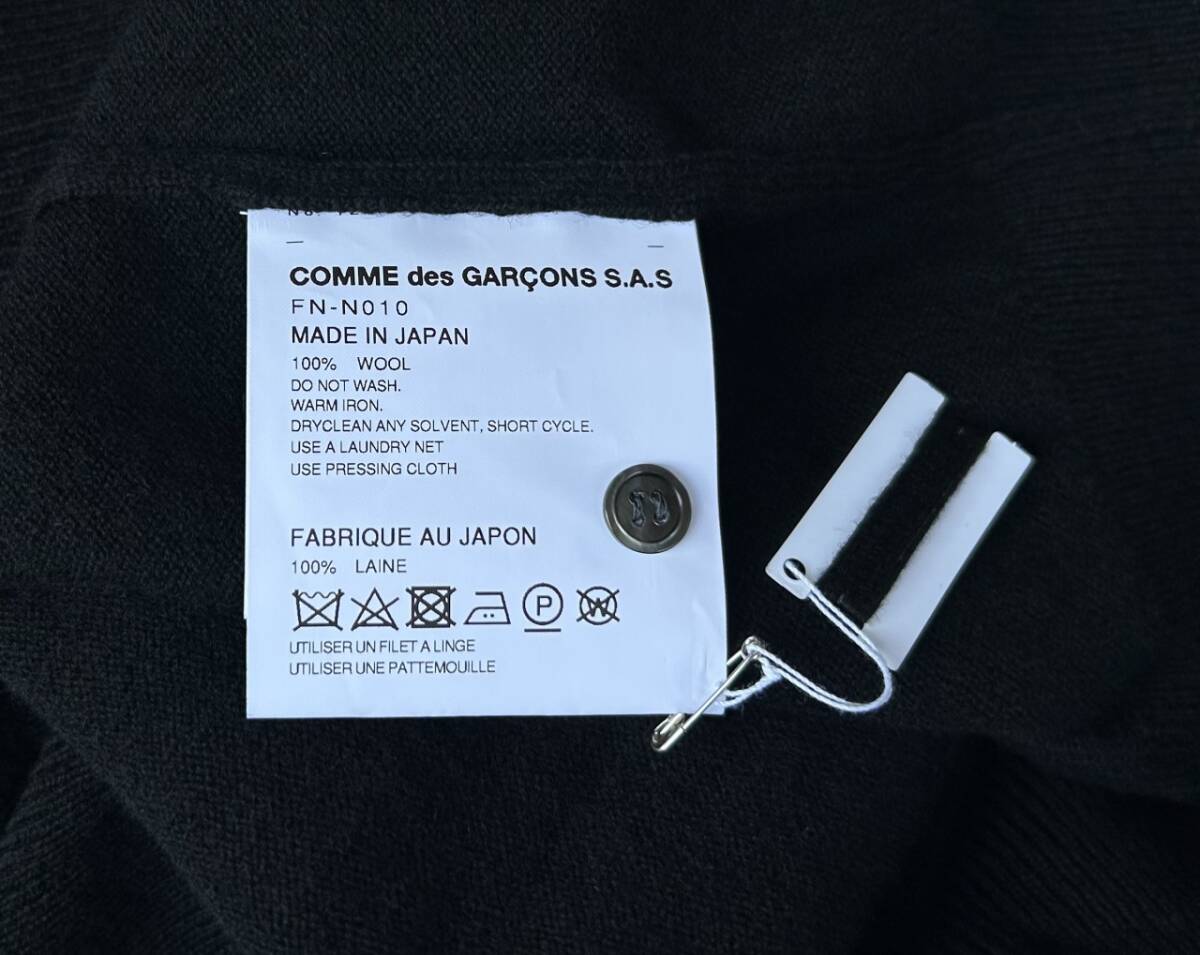 COMME des GARÇONS S.A.S
FN-N010
MADE IN JAPAN
100% WOOL
DO NOT WASH.
WARM IRON.
DRYCLEAN ANY SOLVENT, SHORT CYCLE.
USE A LAUNDRY NET
USE PRESSING CLOTH
FABRIQUE AU JAPON
100% LAINE
P W
UTILISER UN FILET A LINGE
UTILISER UNE PATTEMOUILLE